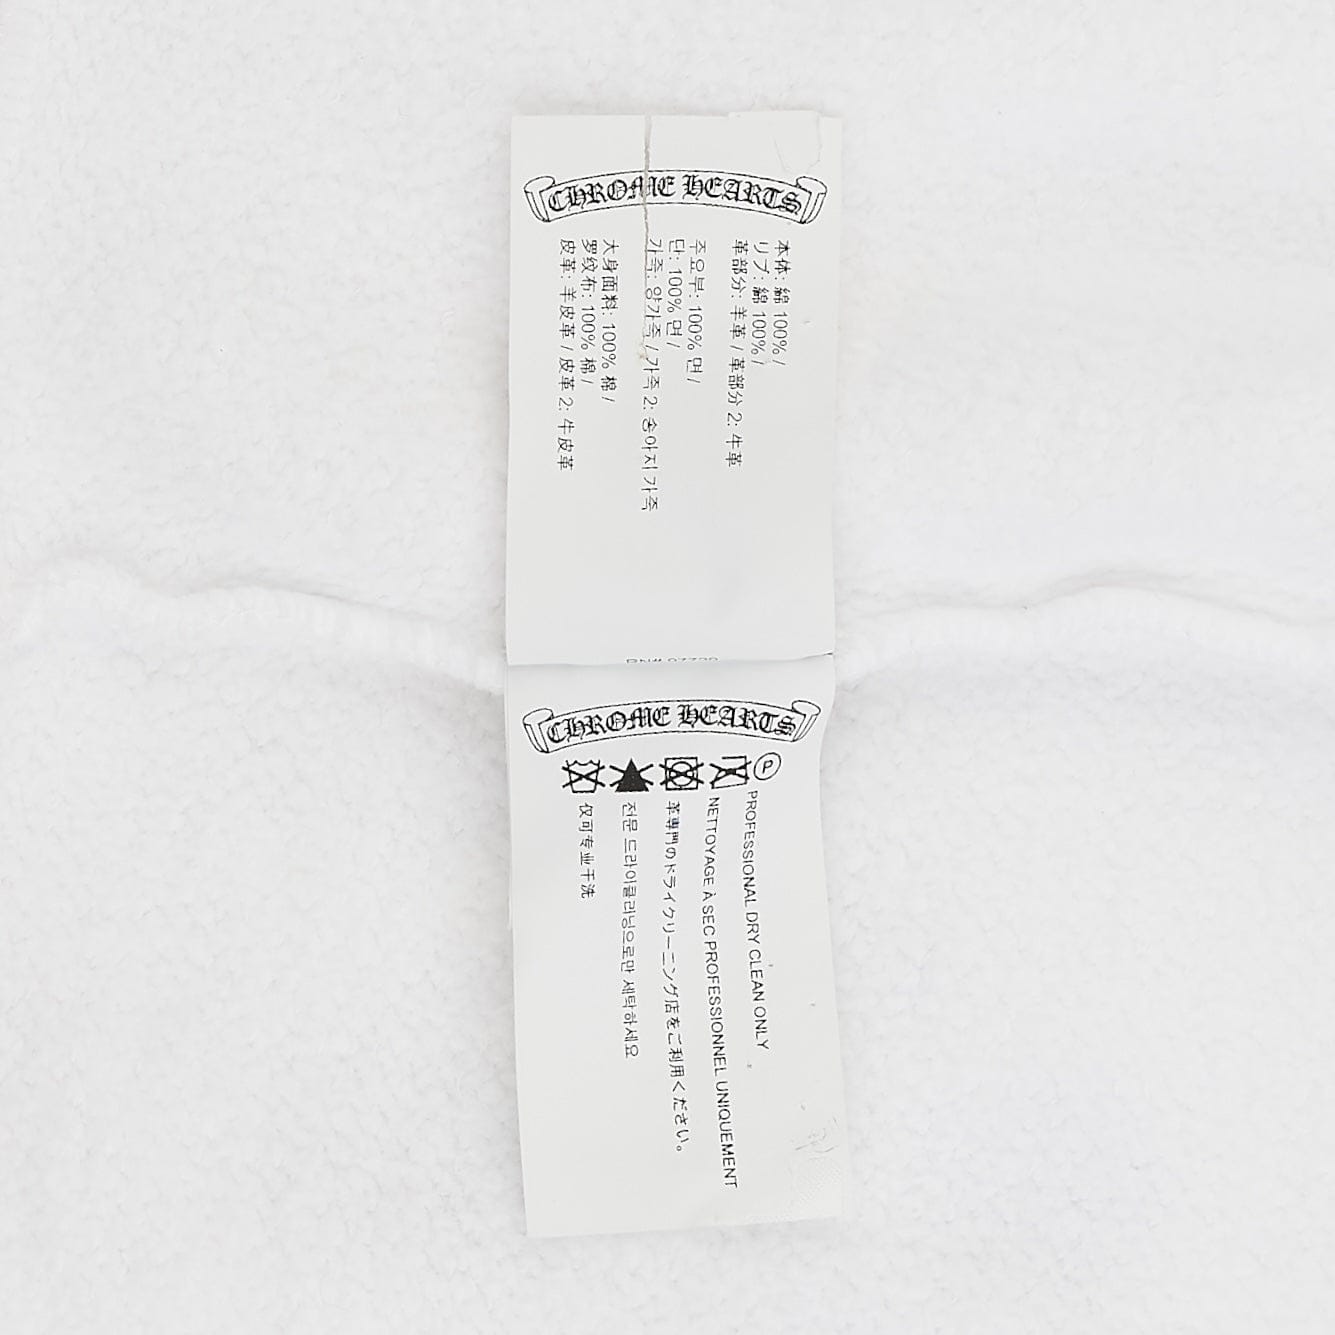 CHROME HEARTS
本体: 綿 100% /
リブ: 綿 100% /
革部分: 羊革 / 革部分 2: 牛革
주요부: 100% 면 /
단: 100% 면 /
가죽: 양가죽 / 가죽 2: 송아지 가죽
大身面料: 100% 棉 /
罗纹布: 100% 棉 /
皮革: 羊皮革 / 皮革 2: 牛皮革
CHROME HEARTS
P
PROFESSIONAL DRY CLEAN ONLY
NETTOYAGE À SEC PROFESSIONNEL UNIQUEMENT
革専門のドライクリーニング店をご利用ください。
전문 드라이클리닝으로만 세탁하세요
仅可专业干洗